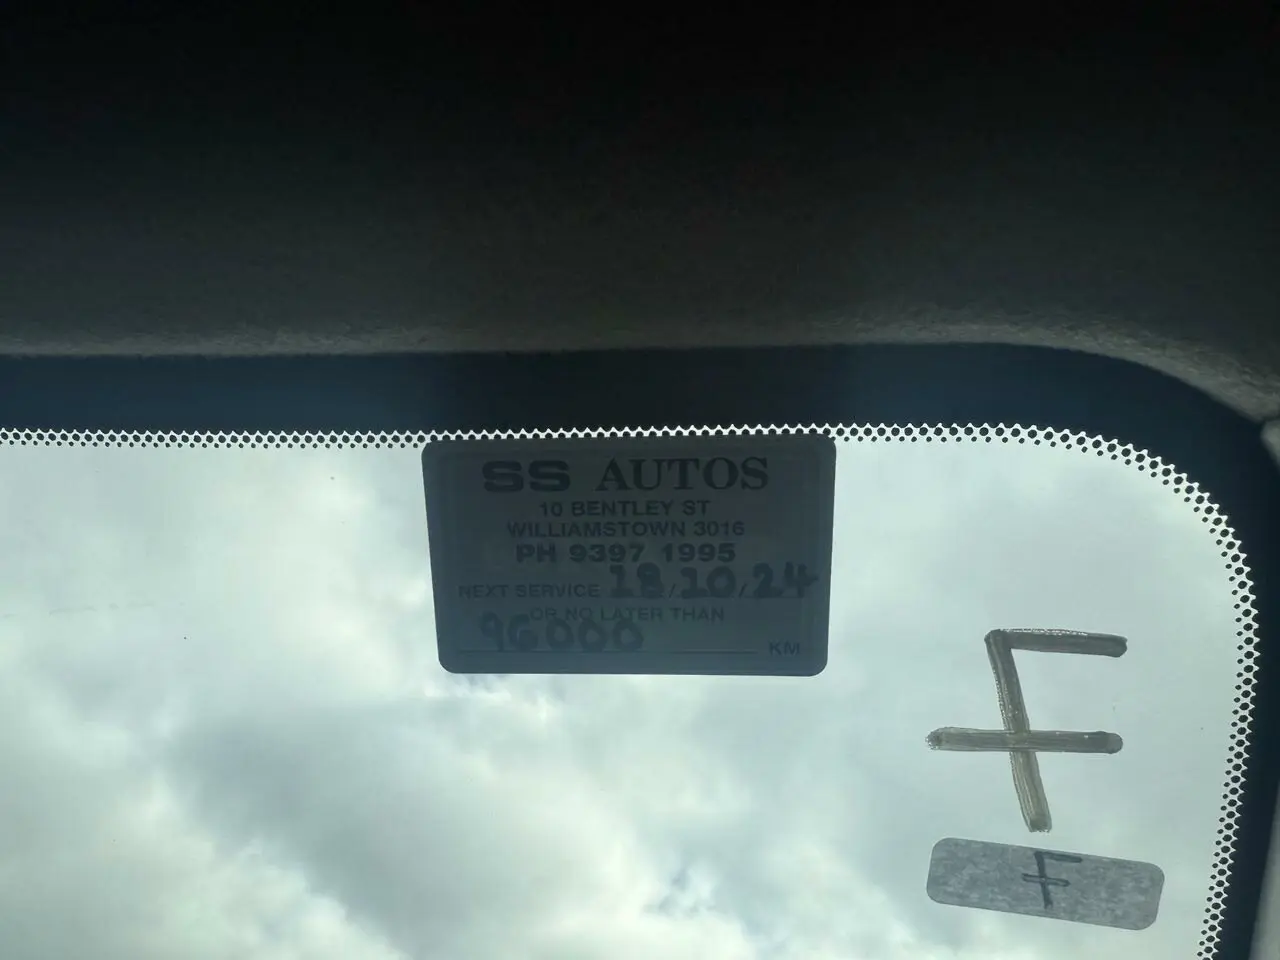 SS AUTOS
10 BENTLEY ST
WILLIAMSTOWN 3016
PH 9397 1995
NEXT SERVICE 18/10/24
OR NO LATER THAN
96000 KM
F
F